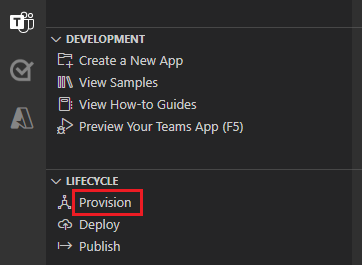 DEVELOPMENT
Create a New App
View Samples
View How-to Guides
Preview Your Teams App (F5)
LIFECYCLE
Provision
Deploy
Publish